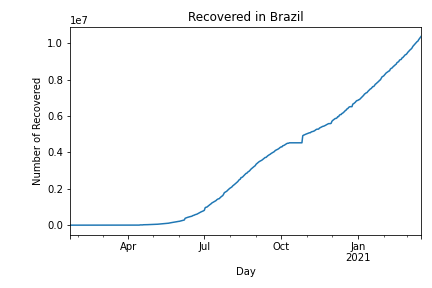 Recovered in Brazil
1e7
1.0
0.8
0.6
0.4
0.2
0.0
Number of Recovered
Apr
Jul
Oct
Jan
2021
Day